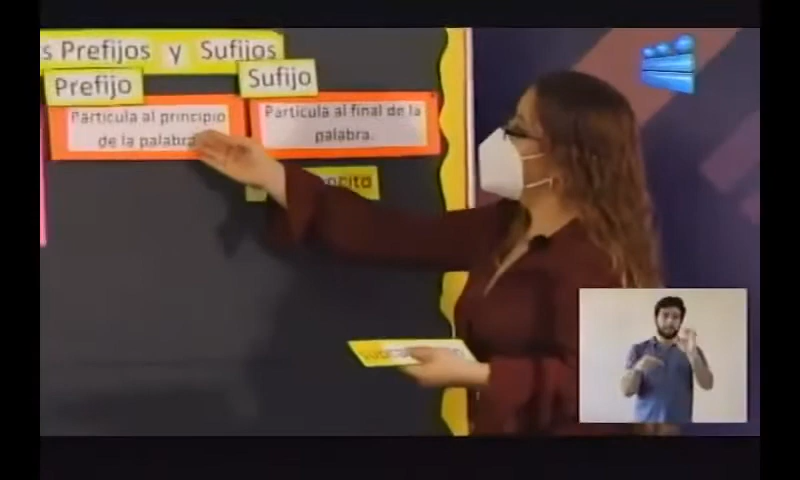 s Prefijos y Sufijos
Prefijo
Sufijo
Partícula al principio
de la palabra
Partícula al final de la
palabra.